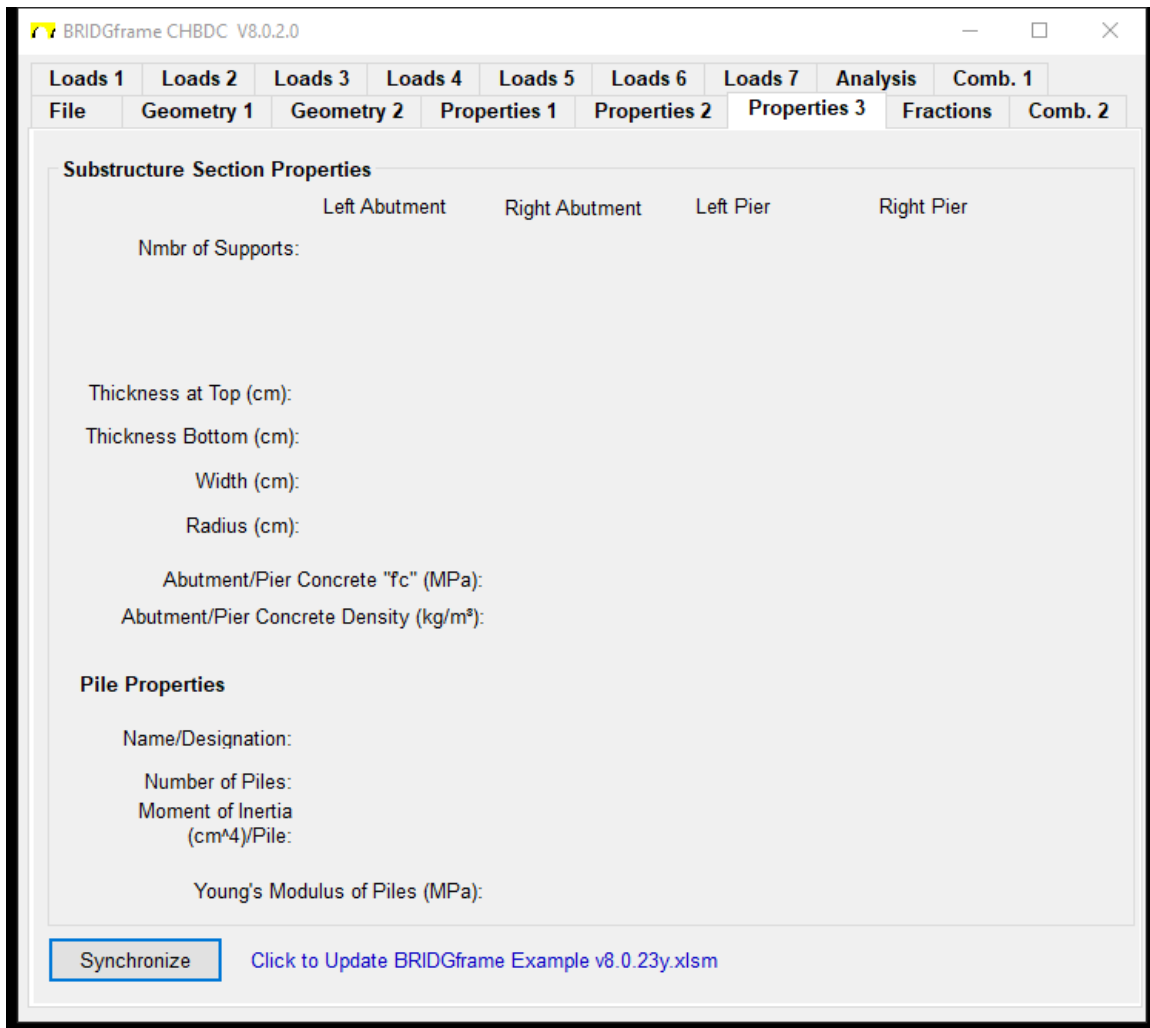 BRIDGframe CHBDC V8.0.2.0
Loads 1 Loads 2 Loads 3 Loads 4 Loads 5 Loads 6 Loads 7 Analysis Comb. 1
File Geometry 1 Geometry 2 Properties 1 Properties 2 Properties 3 Fractions Comb. 2
Substructure Section Properties
Left Abutment Right Abutment Left Pier Right Pier
Nmbr of Supports:
Thickness at Top (cm):
Thickness Bottom (cm):
Width (cm):
Radius (cm):
Abutment/Pier Concrete "f'c" (MPa):
Abutment/Pier Concrete Density (kg/m³):
Pile Properties
Name/Designation:
Number of Piles:
Moment of Inertia
(cm^4)/Pile:
Young's Modulus of Piles (MPa):
Synchronize Click to Update BRIDGframe Example v8.0.23y.xlsm